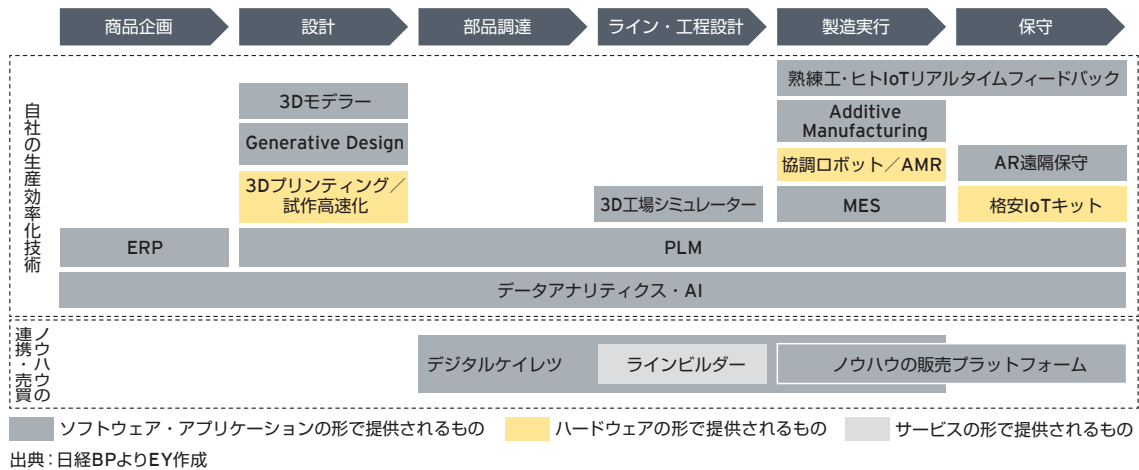 商品企画
設計
部品調達
ライン・工程設計
製造実行
保守
自社の生産効率化技術
熟練工・ヒトIoTリアルタイムフィードバック
3Dモデラー
Additive
Manufacturing
Generative Design
協調ロボット／AMR
AR遠隔保守
3Dプリンティング／
試作高速化
3D工場シミュレーター
MES
格安IoTキット
ERP
PLM
データアナリティクス・AI
ノウハウの
連携・売買
デジタルケイレツ
ラインビルダー
ノウハウの販売プラットフォーム
ソフトウェア・アプリケーションの形で提供されるもの
ハードウェアの形で提供されるもの
サービスの形で提供されるもの
出典：日経BPよりEY作成